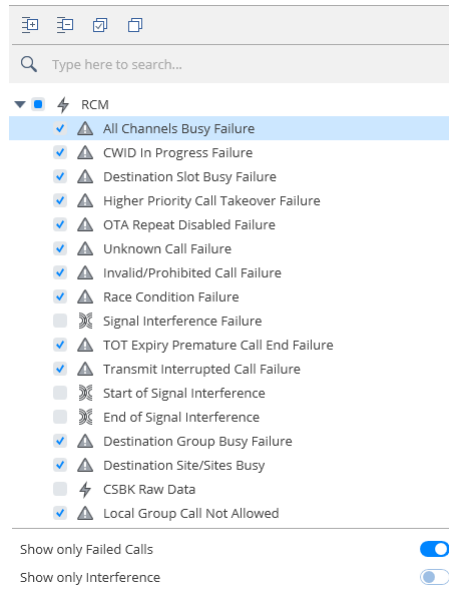 Type here to search...
RCM
All Channels Busy Failure
CWID In Progress Failure
Destination Slot Busy Failure
Higher Priority Call Takeover Failure
OTA Repeat Disabled Failure
Unknown Call Failure
Invalid/Prohibited Call Failure
Race Condition Failure
Signal Interference Failure
TOT Expiry Premature Call End Failure
Transmit Interrupted Call Failure
Start of Signal Interference
End of Signal Interference
Destination Group Busy Failure
Destination Site/Sites Busy
CSBK Raw Data
Local Group Call Not Allowed
Show only Failed Calls
Show only Interference